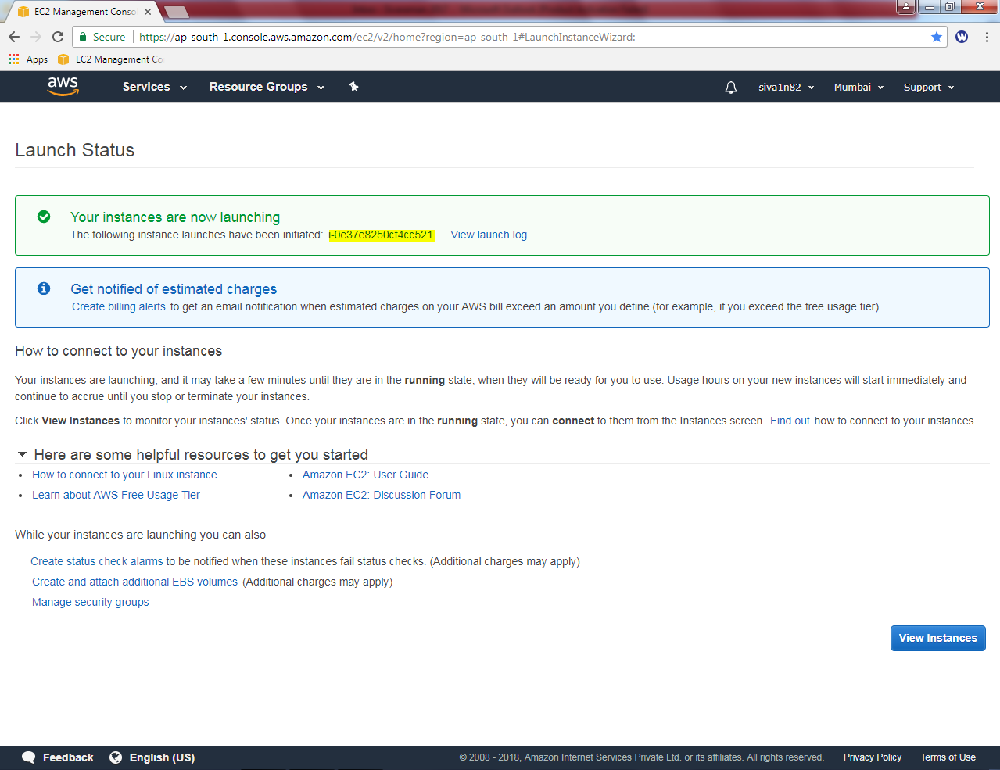 EC2 Management Conso
Secure https://ap-south-1.console.aws.amazon.com/ec2/v2/home?region=ap-south-1#LaunchInstanceWizard:
Apps EC2 Management Co
aws Services Resource Groups siva1n82 Mumbai Support
Launch Status
Your instances are now launching
The following instance launches have been initiated: i-0e37e8250cf4cc521 View launch log
Get notified of estimated charges
Create billing alerts to get an email notification when estimated charges on your AWS bill exceed an amount you define (for example, if you exceed the free usage tier).
How to connect to your instances
Your instances are launching, and it may take a few minutes until they are in the running state, when they will be ready for you to use. Usage hours on your new instances will start immediately and
continue to accrue until you stop or terminate your instances.
Click View Instances to monitor your instances' status. Once your instances are in the running state, you can connect to them from the Instances screen. Find out how to connect to your instances.
Here are some helpful resources to get you started
How to connect to your Linux instance
Amazon EC2: User Guide
Learn about AWS Free Usage Tier
Amazon EC2: Discussion Forum
While your instances are launching you can also
Create status check alarms to be notified when these instances fail status checks. (Additional charges may apply)
Create and attach additional EBS volumes (Additional charges may apply)
Manage security groups
View Instances
Feedback English (US) © 2008 - 2018, Amazon Internet Services Private Ltd. or its affiliates. All rights reserved. Privacy Policy Terms of Use